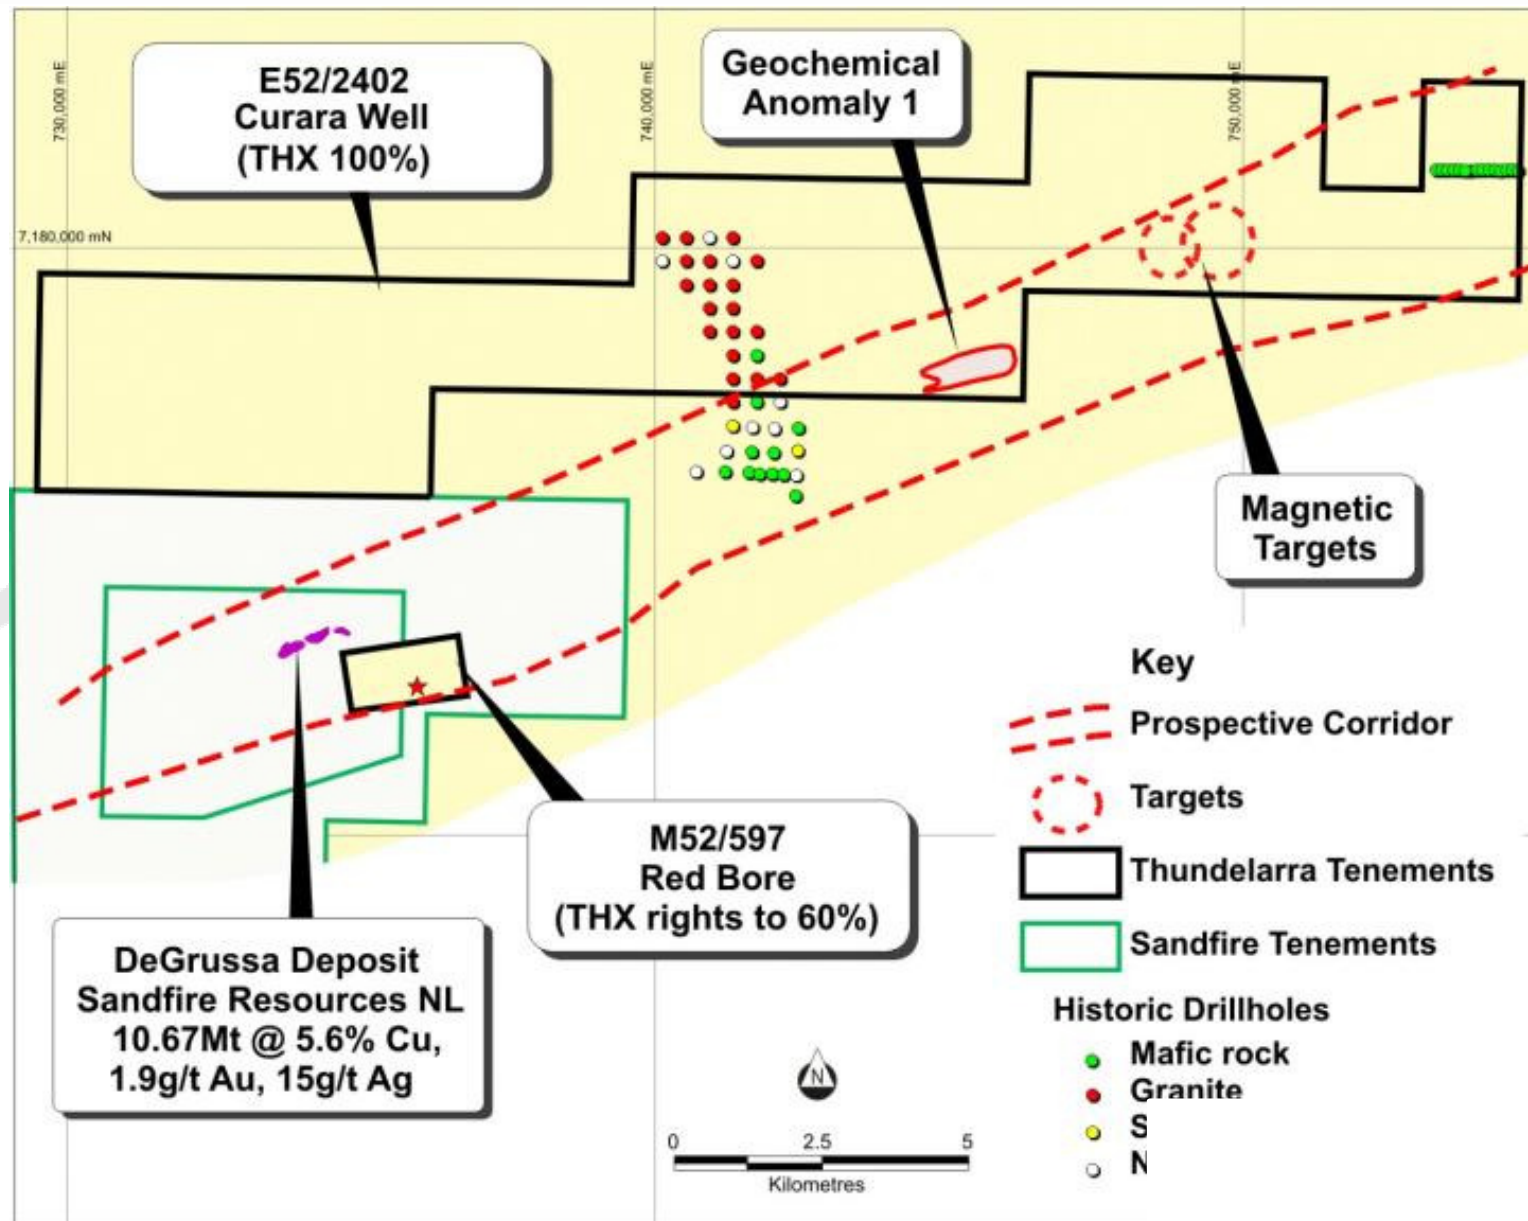 730,000 mE
740,000 mE
750,000 mE
7,180,000 mN
E52/2402
Curara Well
(THX 100%)
Geochemical
Anomaly 1
Magnetic
Targets
M52/597
Red Bore
(THX rights to 60%)
DeGrussa Deposit
Sandfire Resources NL
10.67Mt @ 5.6% Cu,
1.9g/t Au, 15g/t Ag
Key
Prospective Corridor
Targets
Thundelarra Tenements
Sandfire Tenements
Historic Drillholes
Mafic rock
Granite
S
N
N
0 2.5 5
Kilometres